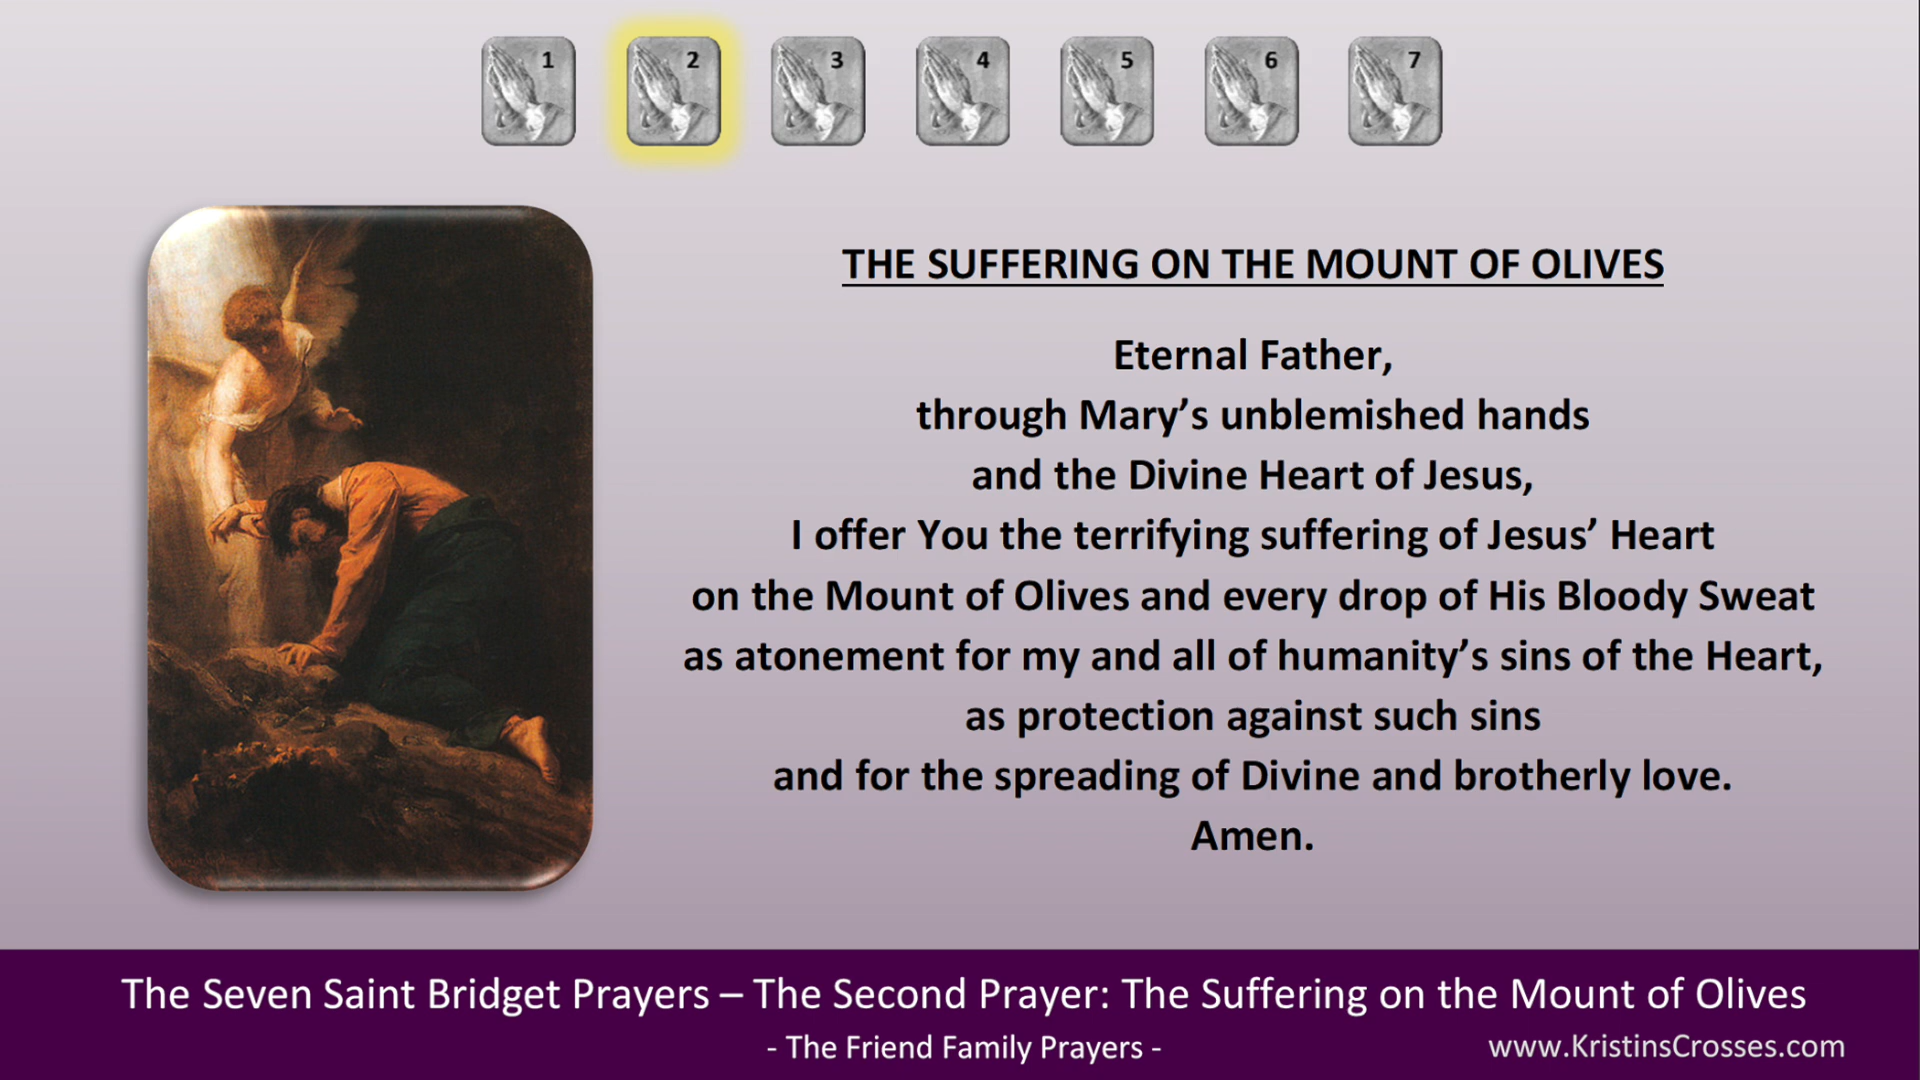 1 2 3 4 5 6 7
THE SUFFERING ON THE MOUNT OF OLIVES
Eternal Father,
through Mary’s unblemished hands
and the Divine Heart of Jesus,
I offer You the terrifying suffering of Jesus’ Heart
on the Mount of Olives and every drop of His Bloody Sweat
as atonement for my and all of humanity’s sins of the Heart,
as protection against such sins
and for the spreading of Divine and brotherly love.
Amen.
The Seven Saint Bridget Prayers – The Second Prayer: The Suffering on the Mount of Olives
- The Friend Family Prayers -
www.KristinsCrosses.com